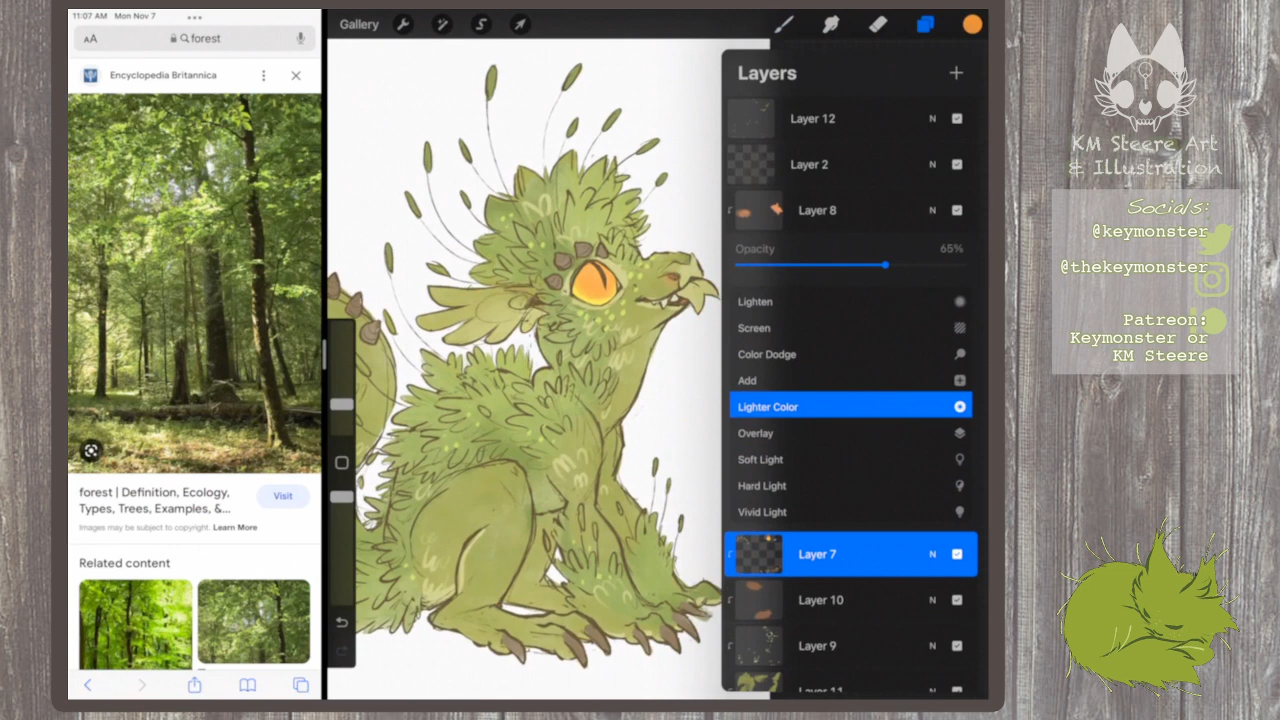 11:07 AM Mon Nov 7
AA
forest
Encyclopedia Britannica
forest | Definition, Ecology,
Types, Trees, Examples, &...
Visit
Images may be subject to copyright. Learn More
Related content
Gallery
Layers
Layer 12
N
Layer 2
N
Layer 8
N
Opacity
65%
Lighten
Screen
Color Dodge
Add
Lighter Color
Overlay
Soft Light
Hard Light
Vivid Light
Layer 7
N
Layer 10
N
Layer 9
N
Layer 11
N
KM Steere Art
& Illustration
Socials:
@keymonster
@thekeymonster
Patreon:
Keymonster or
KM Steere